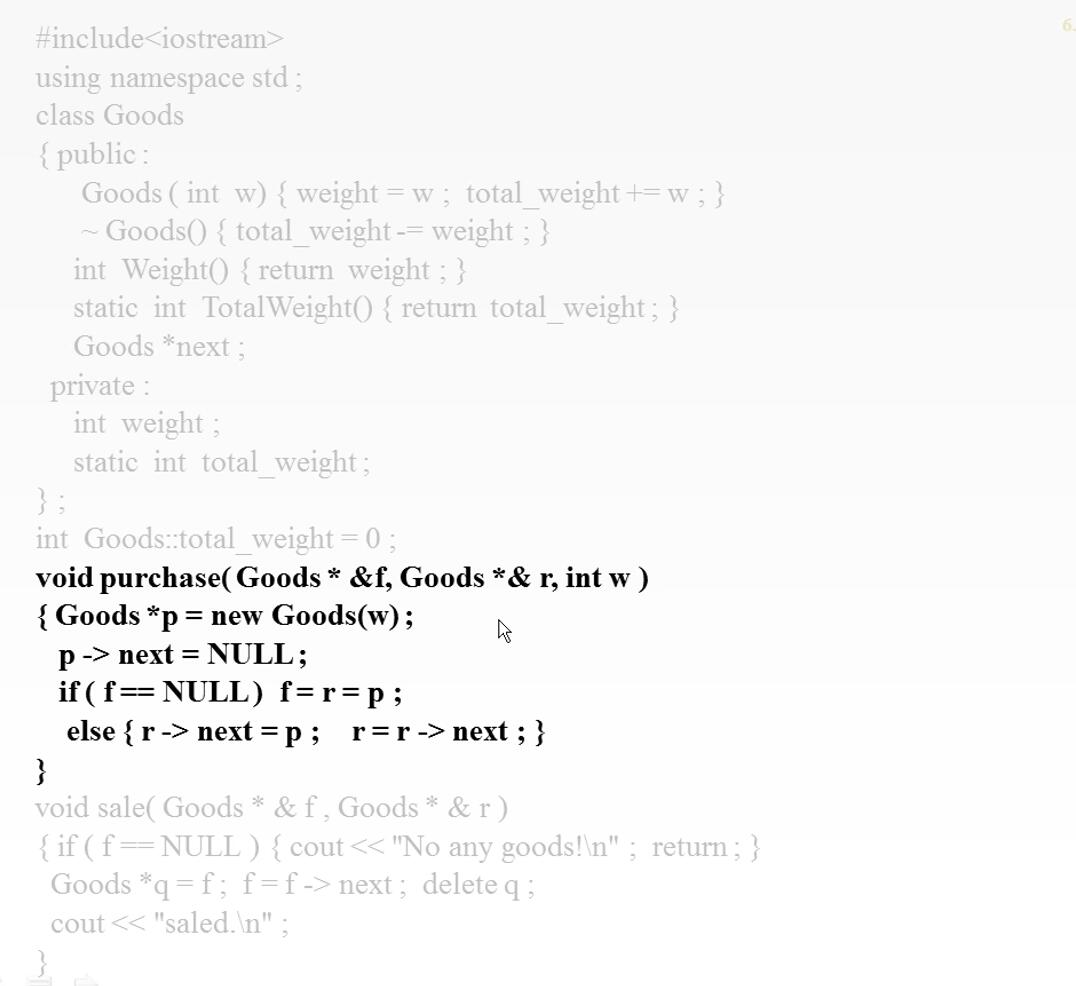 6.
#include<iostream>
using namespace std ;
class Goods
{ public :
Goods ( int w) { weight = w ; total_weight += w ; }
~ Goods() { total_weight -= weight ; }
int Weight() { return weight ; }
static int TotalWeight() { return total_weight ; }
Goods *next ;
private :
int weight ;
static int total_weight ;
} ;
int Goods::total_weight = 0 ;
void purchase( Goods * &f, Goods *& r, int w )
{ Goods *p = new Goods(w) ;
p -> next = NULL ;
if ( f == NULL ) f = r = p ;
else { r -> next = p ; r = r -> next ; }
}
void sale( Goods * & f , Goods * & r )
{ if ( f == NULL ) { cout << "No any goods!\n" ; return ; }
Goods *q = f ; f = f -> next ; delete q ;
cout << "saled.\n" ;
}